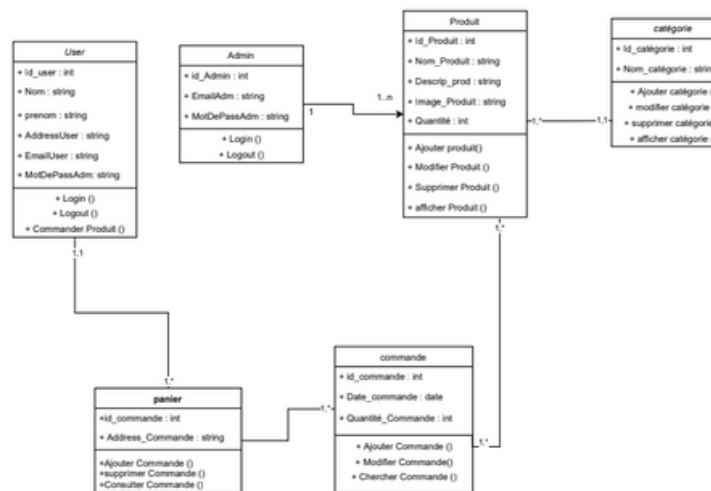 User
+ Id_user : int
+ Nom : string
+ prenom : string
+ AddressUser : string
+ EmailUser : string
+ MotDePassAdm: string
+ Login ()
+ Logout ()
+ Commander Produit ()
1,1
Admin
+ id_Admin : int
+ EmailAdm : string
+ MotDePassAdm : string
+ Login ()
+ Logout ()
1
1..n
Produit
+ Id_Produit : int
+ Nom_Produit : string
+ Descrip_prod : string
+ Image_Produit : string
+ Quantité : int
+ Ajouter produit()
+ Modifier Produit ()
+ Supprimer Produit ()
+ afficher Produit ()
1,*
1,1
1,*
catégorie
+ Id_catégorie : int
+ Nom_catégorie : string
+ Ajouter catégorie
+ modifier catégorie
+ supprimer catégorie
+ afficher catégorie
1,*
panier
+id_commande : int
+ Address_Commande : string
+Ajouter Commande ()
+supprimer Commande ()
+Consulter Commande ()
1,*
commande
+ id_commande : int
+ Date_commande : date
+ Quantité_Commande : int
+ Ajouter Commande ()
+ Modifier Commande()
+ Chercher Commande ()
1,*